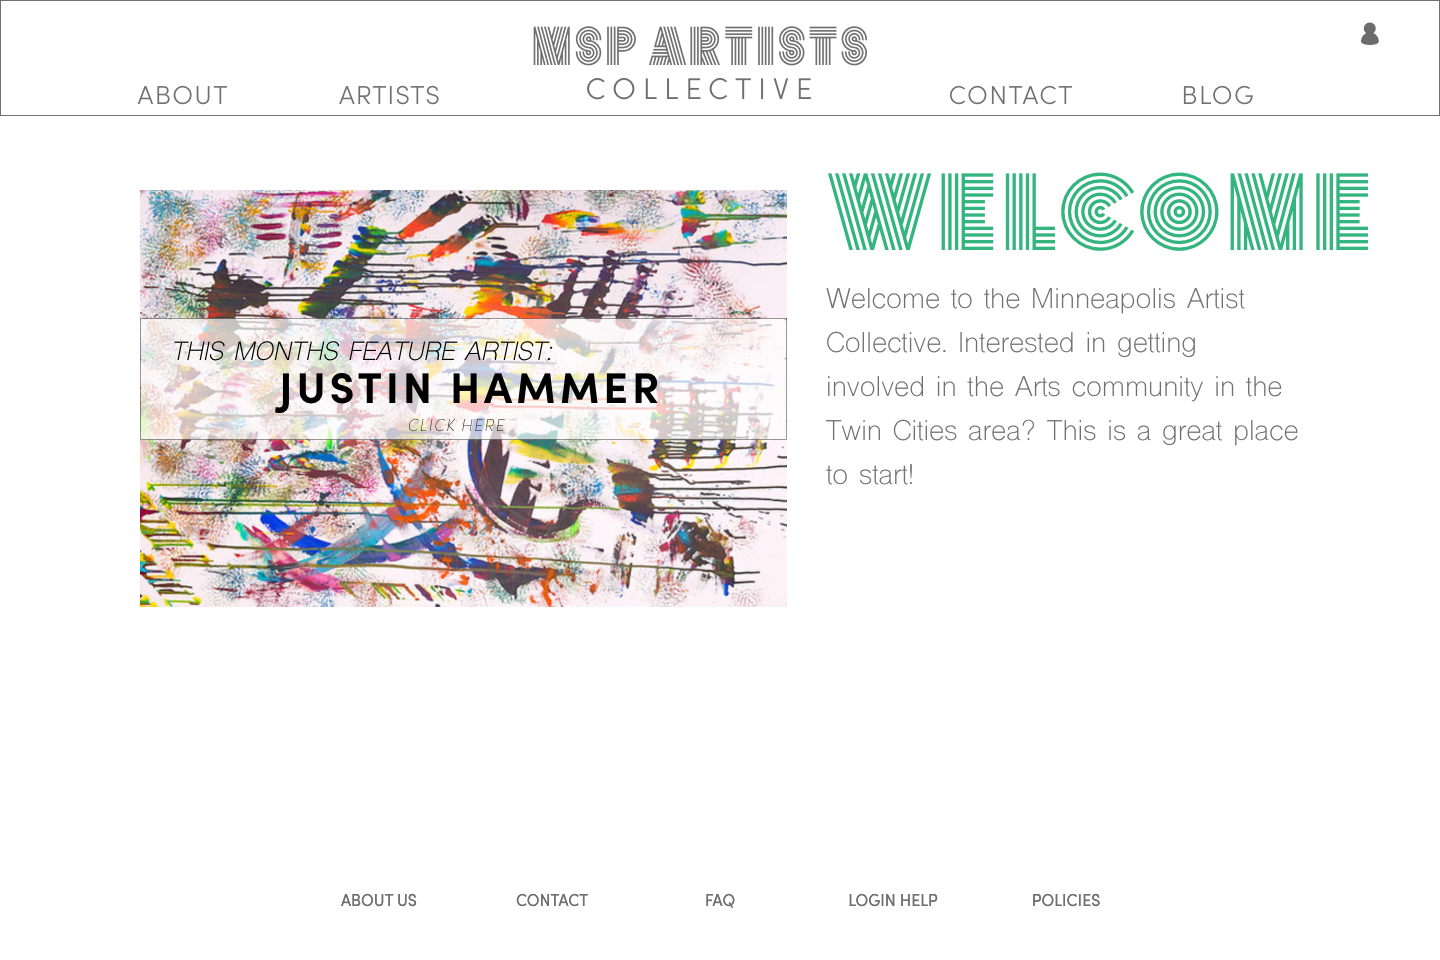 MSP ARTISTS
COLLECTIVE
ABOUT
ARTISTS
CONTACT
BLOG
THIS MONTHS FEATURE ARTIST:
JUSTIN HAMMER
CLICK HERE
WELCOME
Welcome to the Minneapolis Artist
Collective. Interested in getting
involved in the Arts community in the
Twin Cities area? This is a great place
to start!
ABOUT US
CONTACT
FAQ
LOGIN HELP
POLICIES